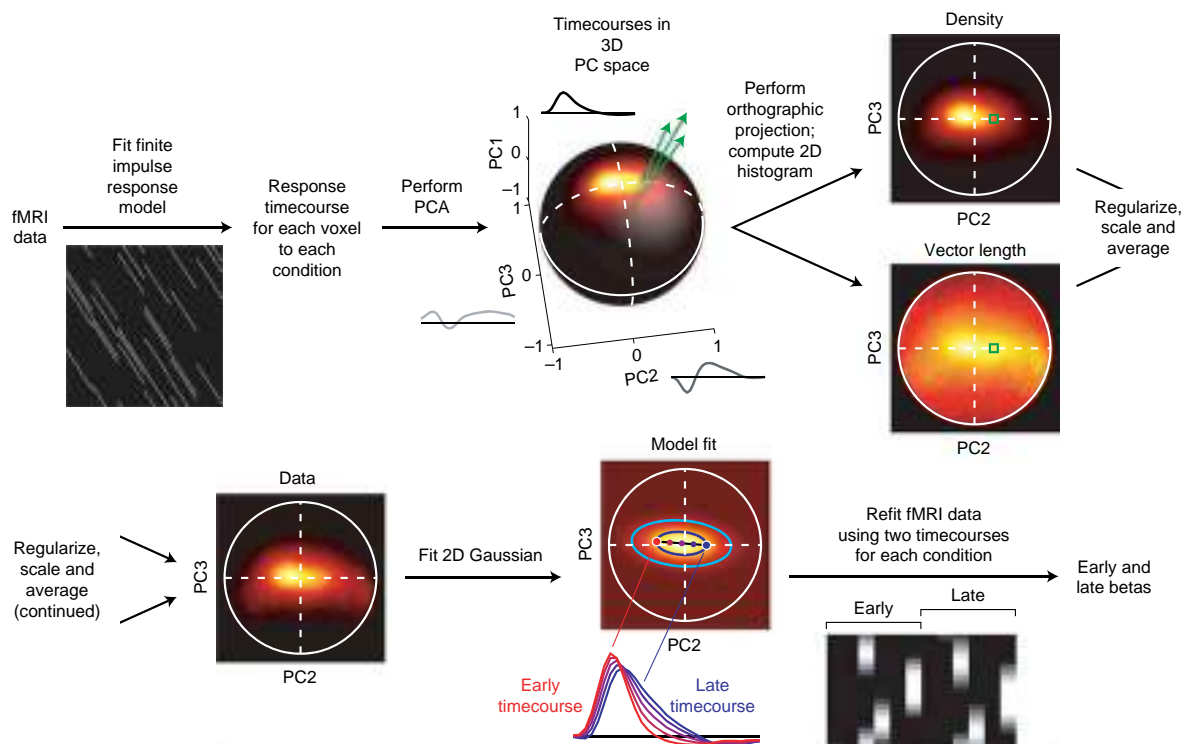 fMRI
data
Fit finite
impulse
response
model
Response
timecourse
for each voxel
to each
condition
Perform
PCA
Timecourses in
3D
PC space
1
0
–1
PC1
1
0
–1
PC3
–1
0
1
PC2
Perform
orthographic
projection;
compute 2D
histogram
Density
PC3
PC2
Vector length
PC3
PC2
Regularize,
scale and
average
Regularize,
scale and
average
(continued)
Data
PC3
PC2
Fit 2D Gaussian
Model fit
PC3
PC2
Early
timecourse
Late
timecourse
Refit fMRI data
using two timecourses
for each condition
Early
Late
Early and
late betas